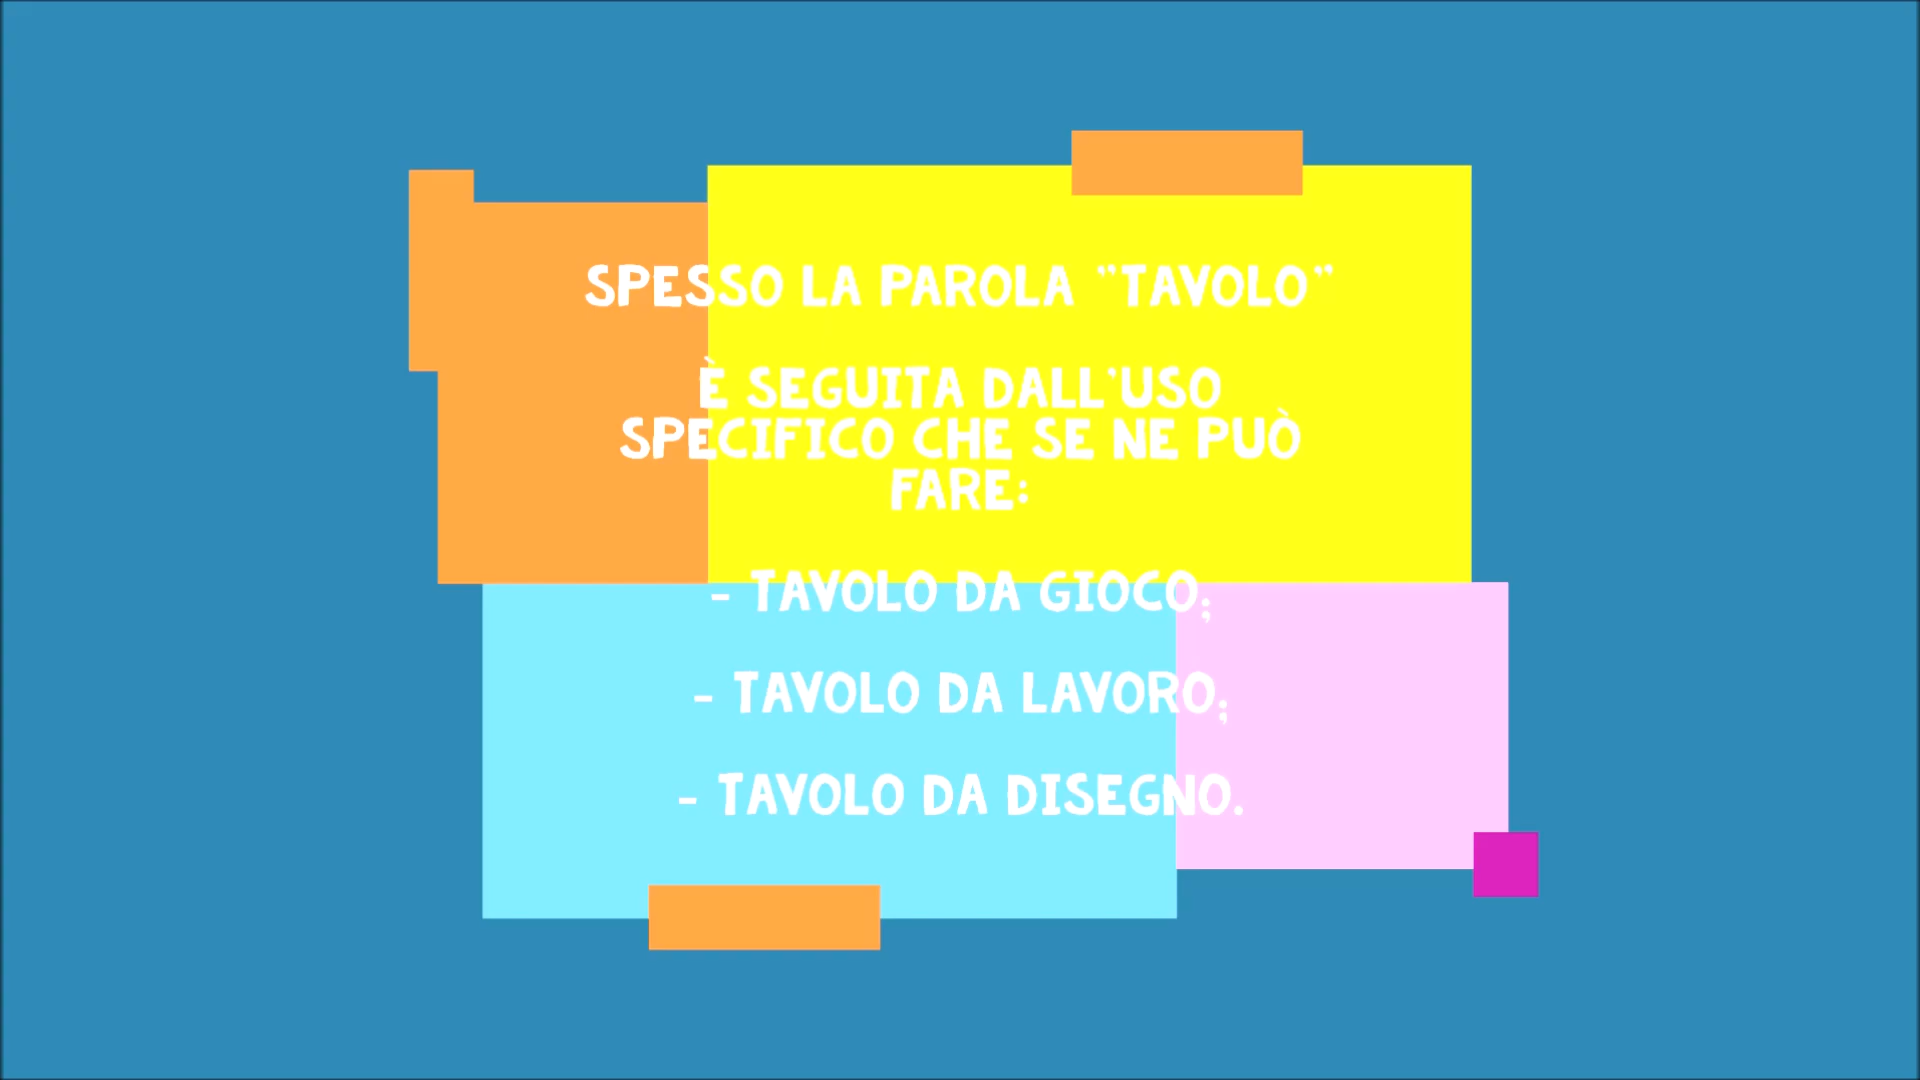 SPESSO LA PAROLA "TAVOLO"
È SEGUITA DALL'USO
SPECIFICO CHE SE NE PUÒ
FARE:
- TAVOLO DA GIOCO;
- TAVOLO DA LAVORO;
- TAVOLO DA DISEGNO.